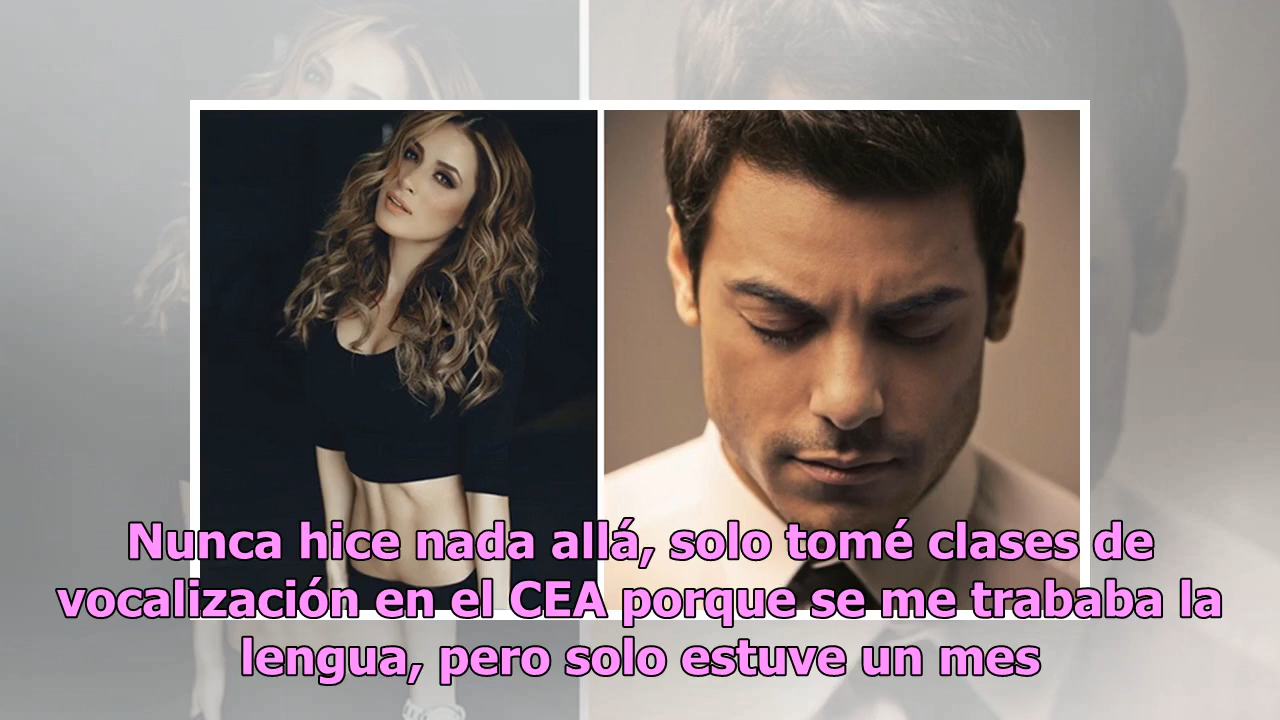 Nunca hice nada allá, solo tomé clases de
vocalización en el CEA porque se me trababa la
lengua, pero solo estuve un mes